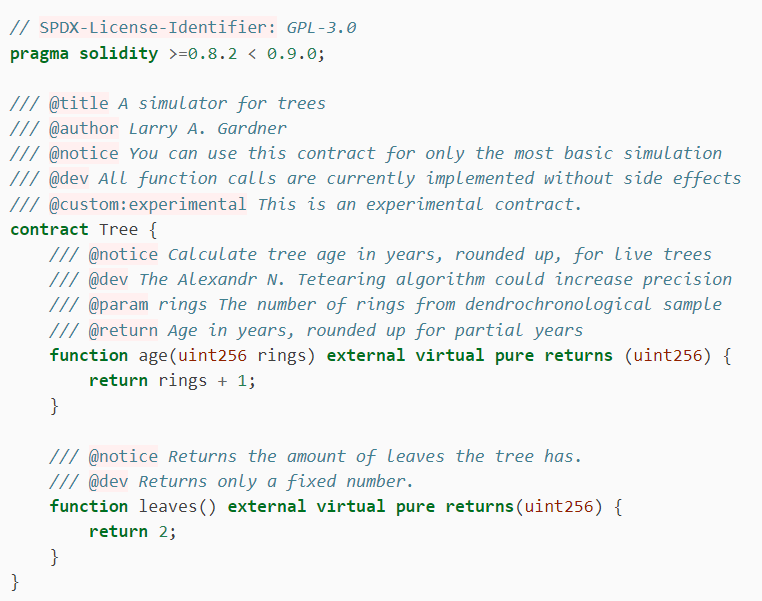 // SPDX-License-Identifier: GPL-3.0
pragma solidity >=0.8.2 < 0.9.0;

/// @title A simulator for trees
/// @author Larry A. Gardner
/// @notice You can use this contract for only the most basic simulation
/// @dev All function calls are currently implemented without side effects
/// @custom:experimental This is an experimental contract.
contract Tree {
    /// @notice Calculate tree age in years, rounded up, for live trees
    /// @dev The Alexandr N. Tetearing algorithm could increase precision
    /// @param rings The number of rings from dendrochronological sample
    /// @return Age in years, rounded up for partial years
    function age(uint256 rings) external virtual pure returns (uint256) {
        return rings + 1;
    }

    /// @notice Returns the amount of leaves the tree has.
    /// @dev Returns only a fixed number.
    function leaves() external virtual pure returns(uint256) {
        return 2;
    }
}